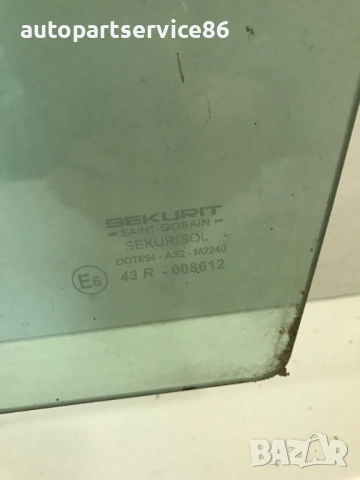 autopartservice86
SEKURIT
- SAINT-GOBAIN -
SEKURISOL
DOT654 - AS2 - M2240
E6 43 R - 008612
BAZAR